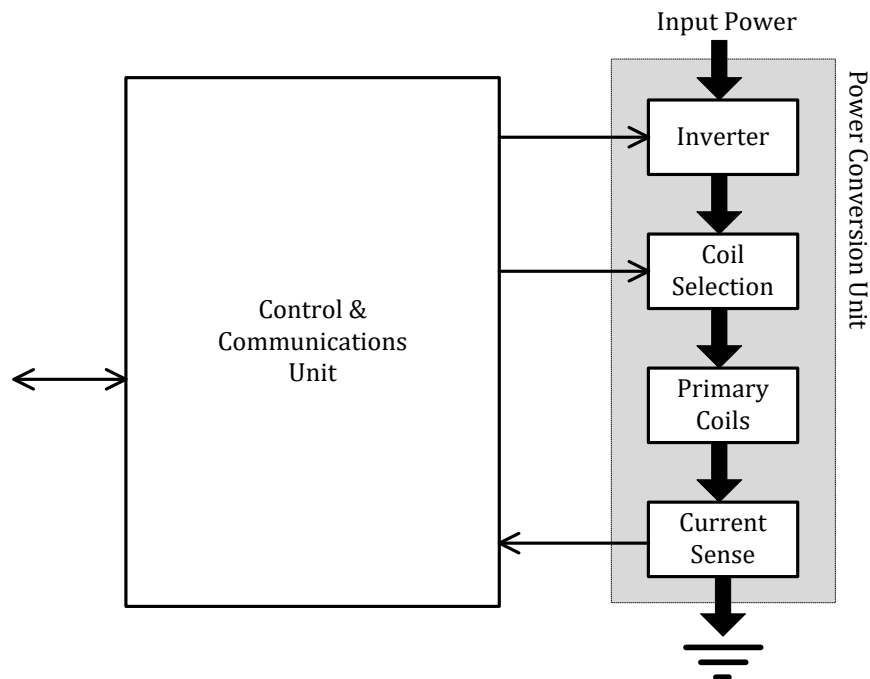 Input Power
Inverter
Coil
Selection
Control &
Communications
Unit
Primary
Coils
Current
Sense
Power Conversion Unit